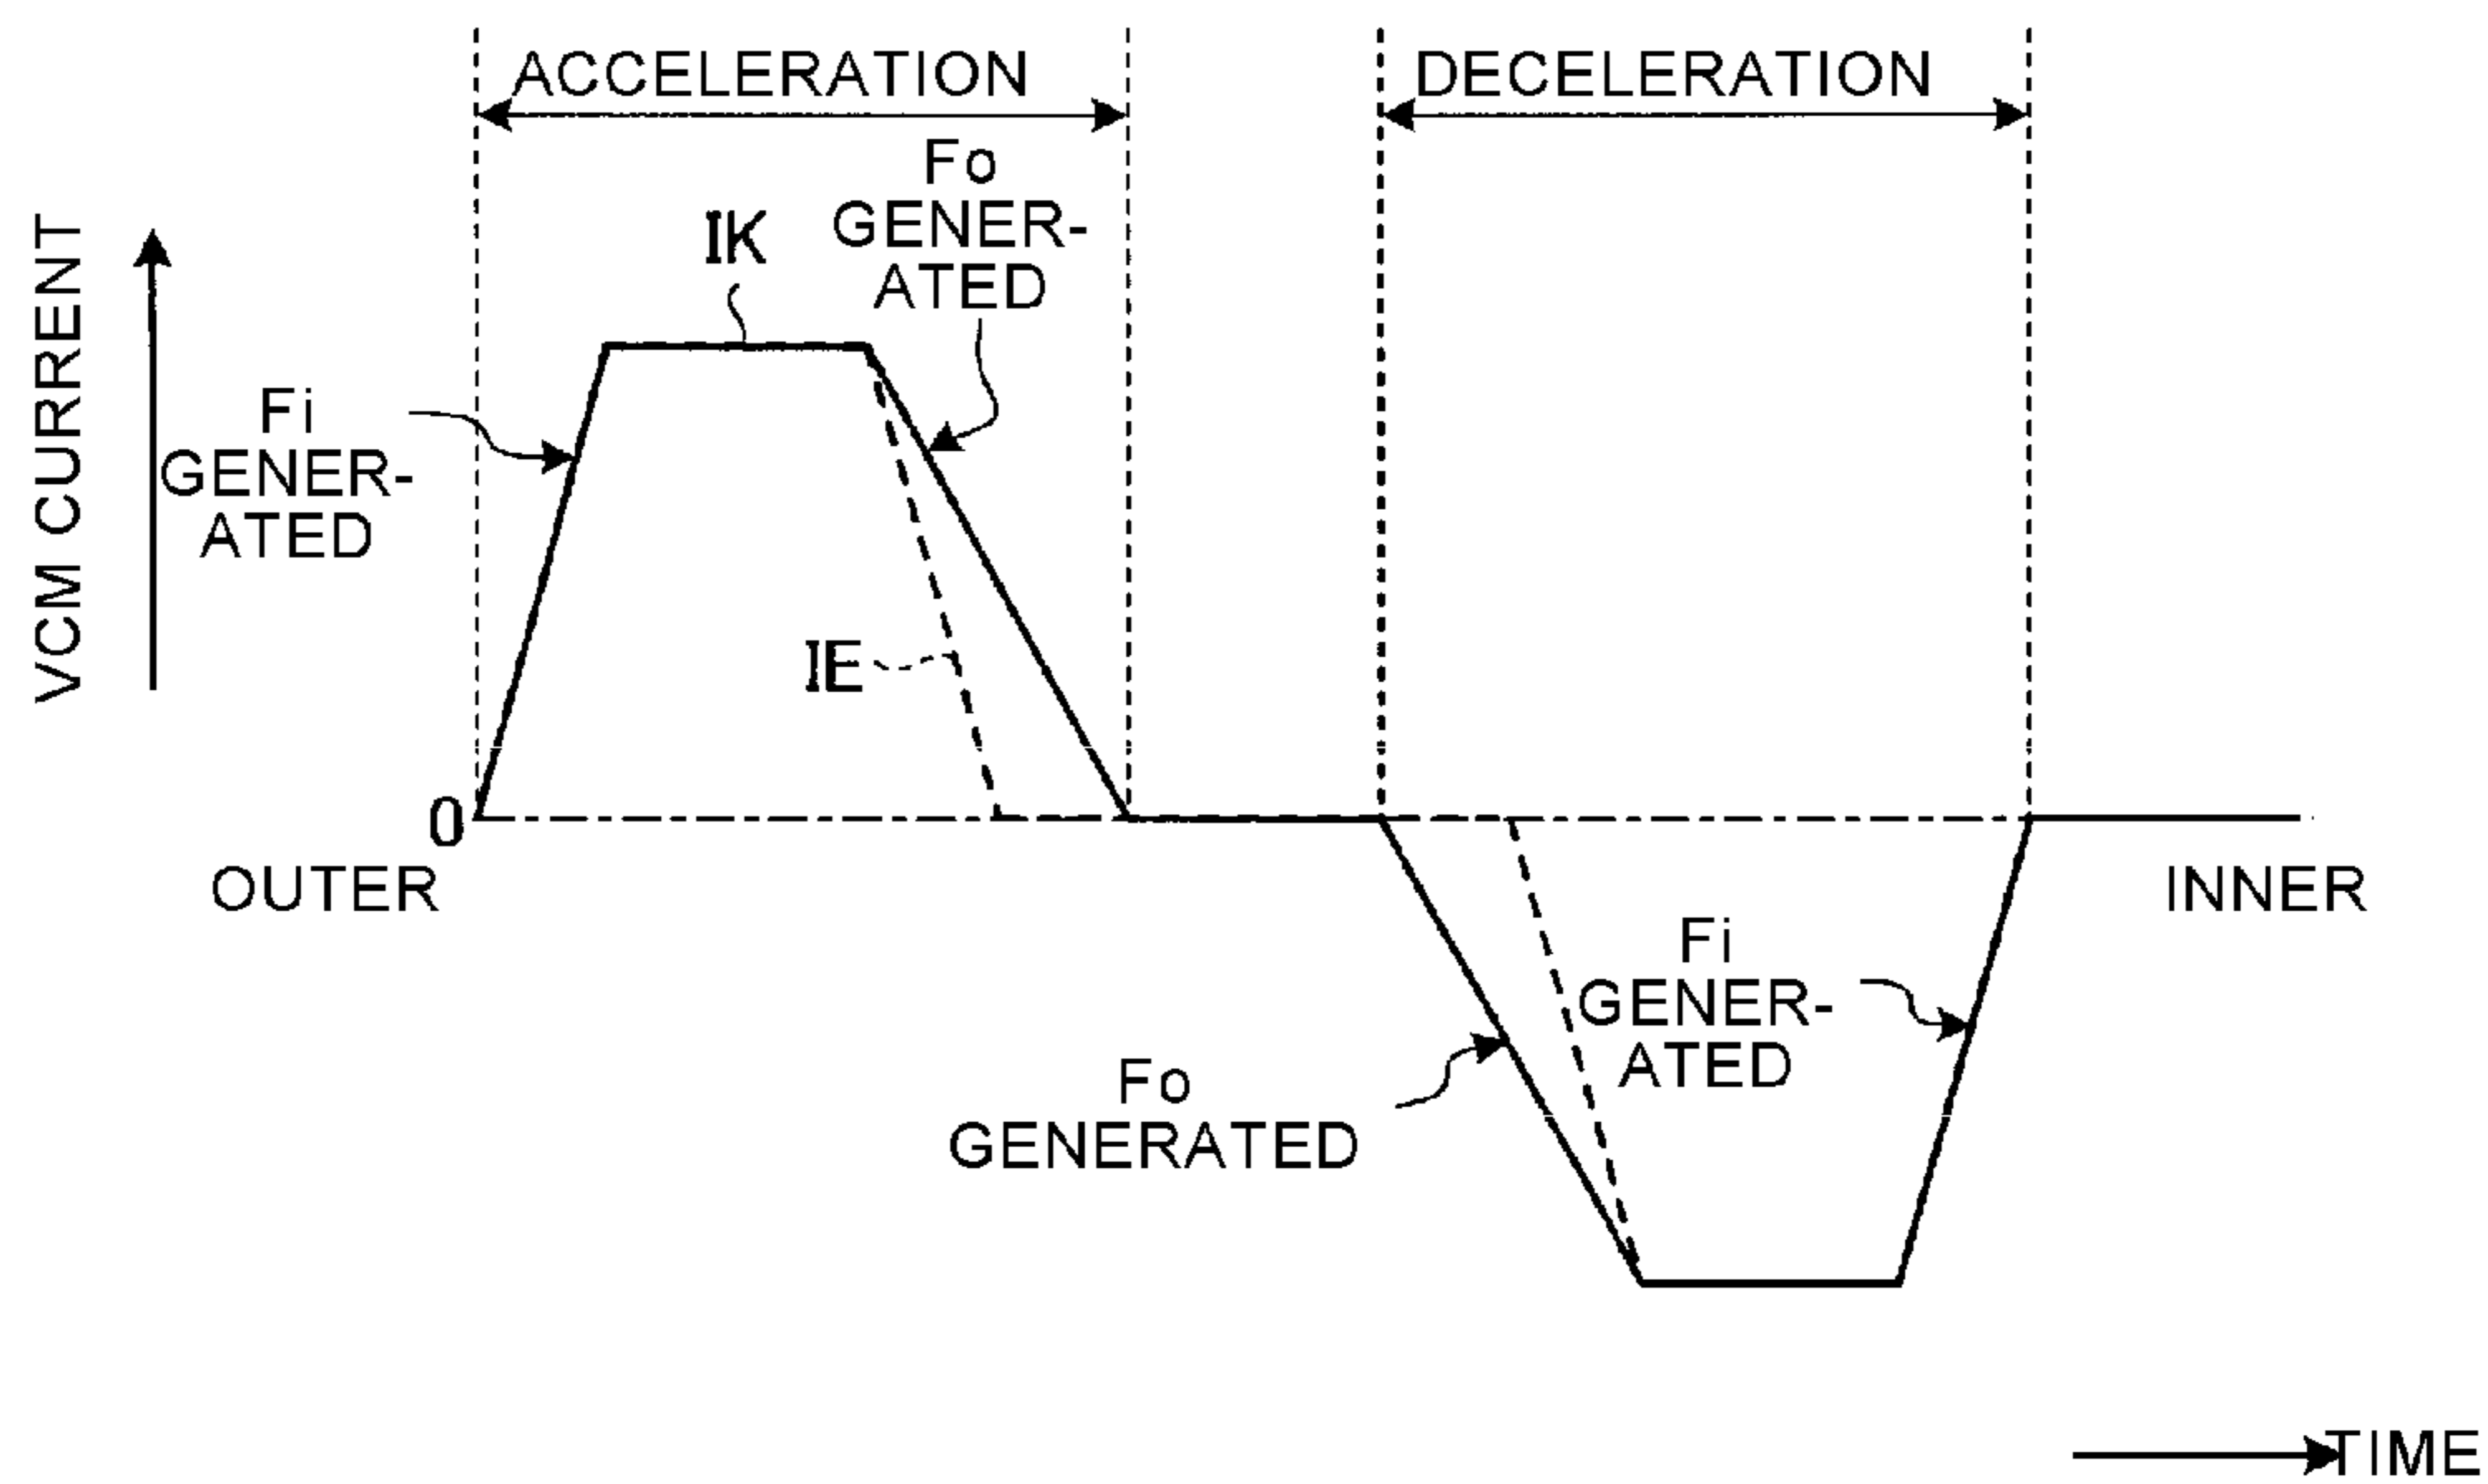 ACCELERATION
DECELERATION
Fo
GENER-
ATED
IK
VCM CURRENT
Fi
GENER-
ATED
IE
0
OUTER
INNER
Fi
GENER-
ATED
Fo
GENERATED
TIME